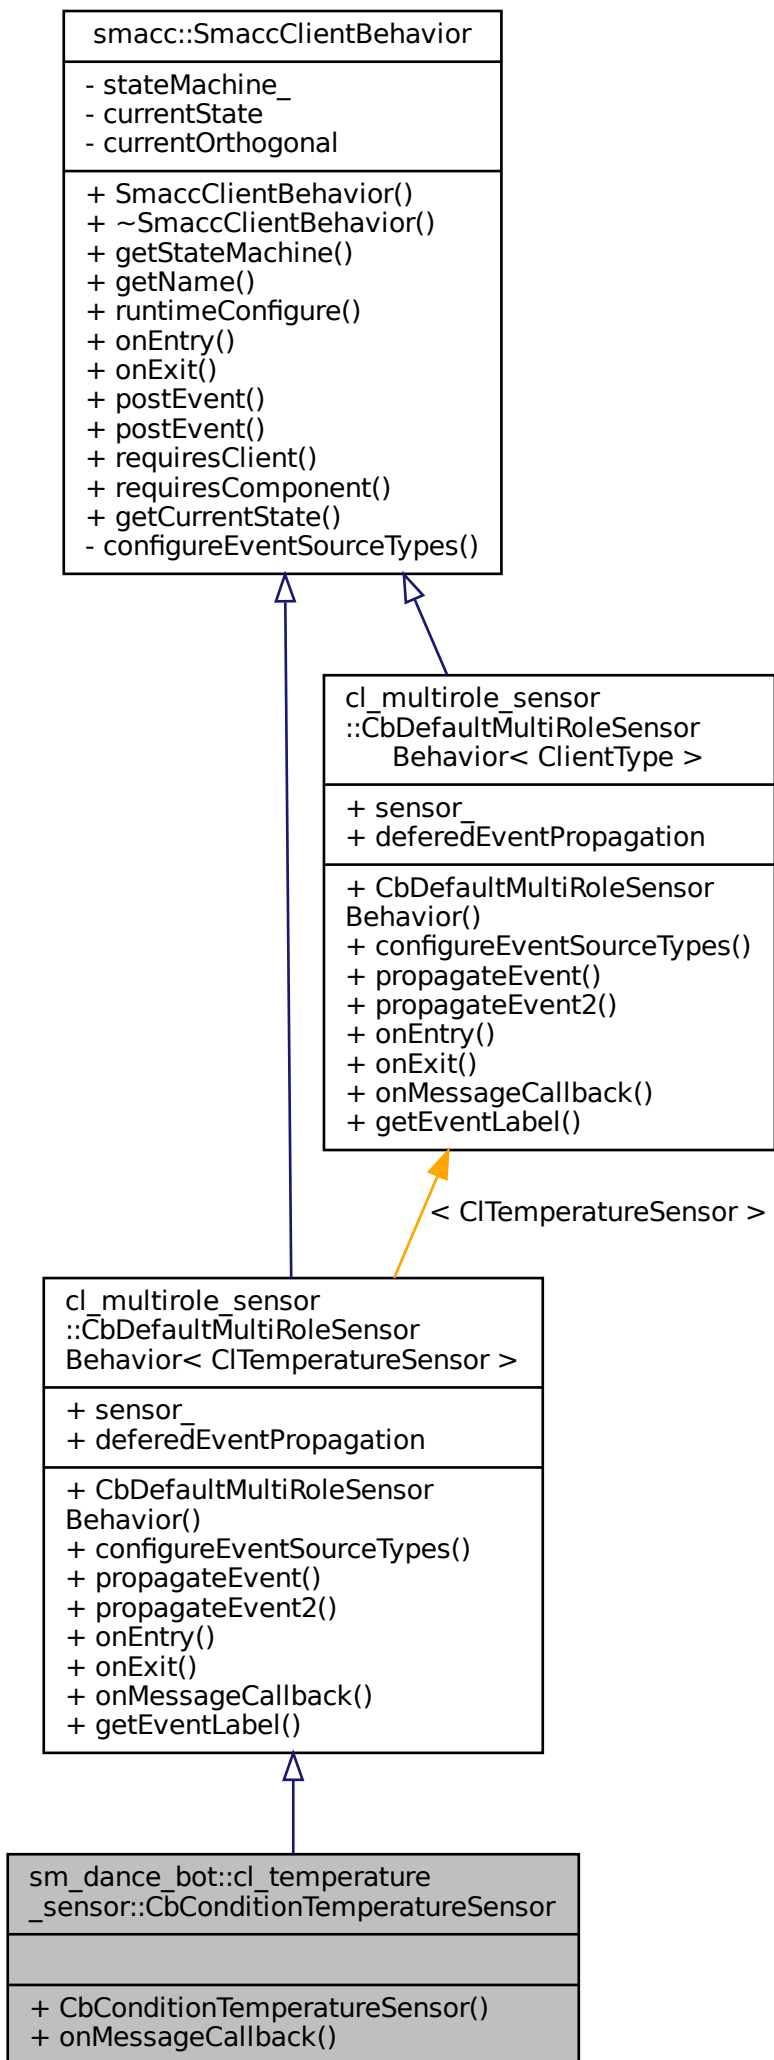 smacc::SmaccClientBehavior
- stateMachine_
- currentState
- currentOrthogonal
+ SmaccClientBehavior()
+ ~SmaccClientBehavior()
+ getStateMachine()
+ getName()
+ runtimeConfigure()
+ onEntry()
+ onExit()
+ postEvent()
+ postEvent()
+ requiresClient()
+ requiresComponent()
+ getCurrentState()
- configureEventSourceTypes()
cl_multirole_sensor
::CbDefaultMultiRoleSensor
Behavior< ClientType >
+ sensor_
+ deferedEventPropagation
+ CbDefaultMultiRoleSensor
Behavior()
+ configureEventSourceTypes()
+ propagateEvent()
+ propagateEvent2()
+ onEntry()
+ onExit()
+ onMessageCallback()
+ getEventLabel()
< ClTemperatureSensor >
cl_multirole_sensor
::CbDefaultMultiRoleSensor
Behavior< ClTemperatureSensor >
+ sensor_
+ deferedEventPropagation
+ CbDefaultMultiRoleSensor
Behavior()
+ configureEventSourceTypes()
+ propagateEvent()
+ propagateEvent2()
+ onEntry()
+ onExit()
+ onMessageCallback()
+ getEventLabel()
sm_dance_bot::cl_temperature
_sensor::CbConditionTemperatureSensor
+ CbConditionTemperatureSensor()
+ onMessageCallback()